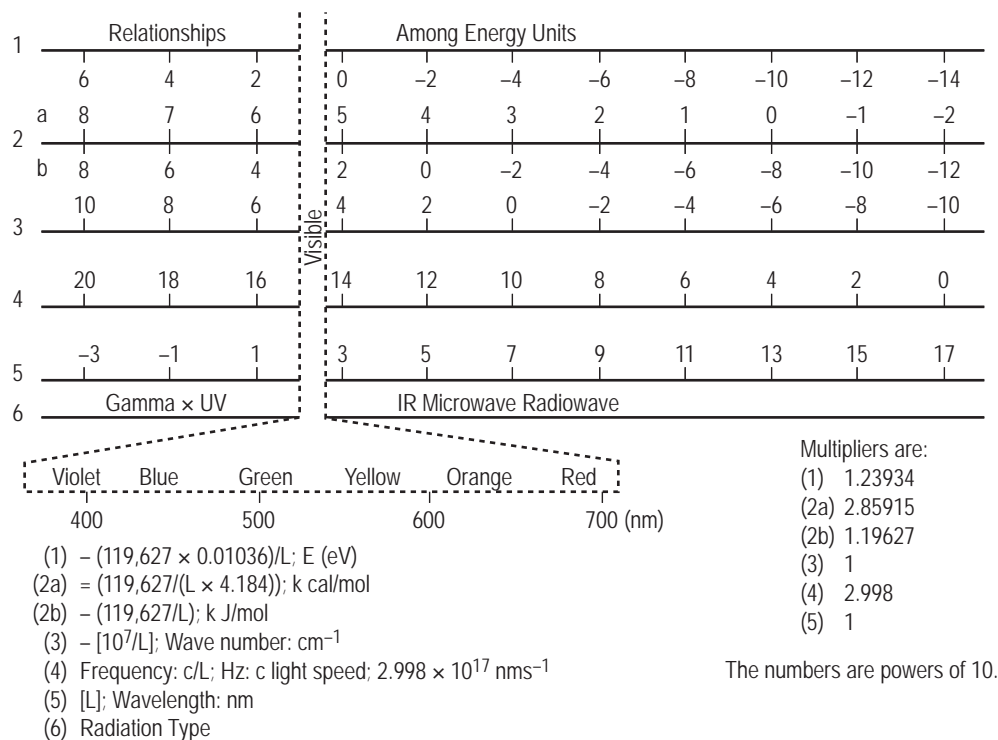 Relationships Among Energy Units
1
6 4 2 0 –2 –4 –6 –8 –10 –12 –14
a 8 7 6 5 4 3 2 1 0 –1 –2
2
b 8 6 4 2 0 –2 –4 –6 –8 –10 –12
10 8 6 4 2 0 –2 –4 –6 –8 –10
3
Visible
20 18 16 14 12 10 8 6 4 2 0
4
–3 –1 1 3 5 7 9 11 13 15 17
5
Gamma × UV IR Microwave Radiowave
6
Violet Blue Green Yellow Orange Red
400 500 600 700 (nm)
(1) – (119,627 × 0.01036)/L; E (eV)
(2a) = (119,627/(L × 4.184)); k cal/mol
(2b) – (119,627/L); k J/mol
(3) – [10⁷/L]; Wave number: cm⁻¹
(4) Frequency: c/L; Hz: c light speed; 2.998 × 10¹⁷ nms⁻¹
(5) [L]; Wavelength: nm
(6) Radiation Type
Multipliers are:
(1) 1.23934
(2a) 2.85915
(2b) 1.19627
(3) 1
(4) 2.998
(5) 1
The numbers are powers of 10.